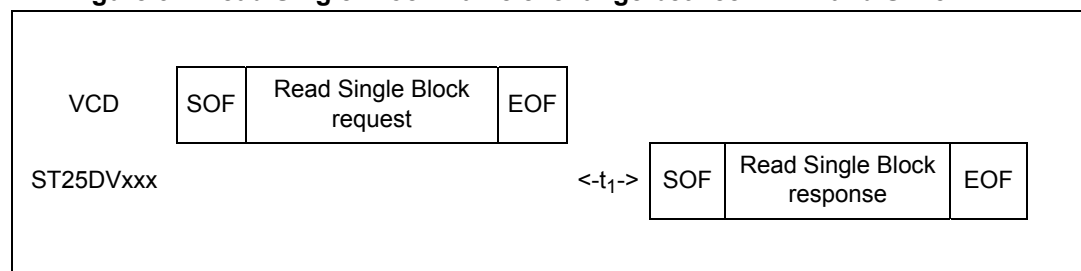 VCD SOF Read Single Block request EOF
ST25DVxxx <-t1-> SOF Read Single Block response EOF